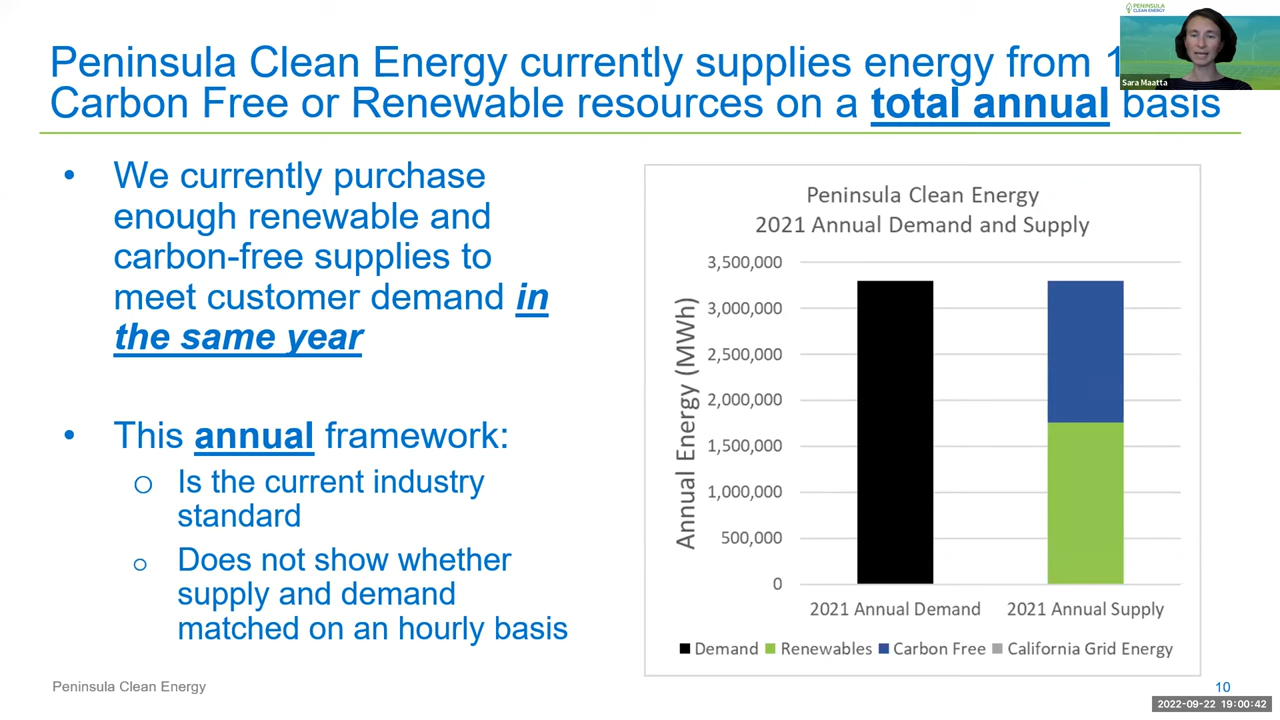 PENINSULA
CLEAN ENERGY
Sara Maatta
Peninsula Clean Energy currently supplies energy from 1
Carbon Free or Renewable resources on a total annual basis
• We currently purchase
enough renewable and
carbon-free supplies to
meet customer demand in
the same year
• This annual framework:
o Is the current industry
standard
o Does not show whether
supply and demand
matched on an hourly basis
Peninsula Clean Energy
2021 Annual Demand and Supply
Annual Energy (MWh)
3,500,000
3,000,000
2,500,000
2,000,000
1,500,000
1,000,000
500,000
0
2021 Annual Demand 2021 Annual Supply
Demand Renewables Carbon Free California Grid Energy
Peninsula Clean Energy
10
2022-09-22 19:00:42